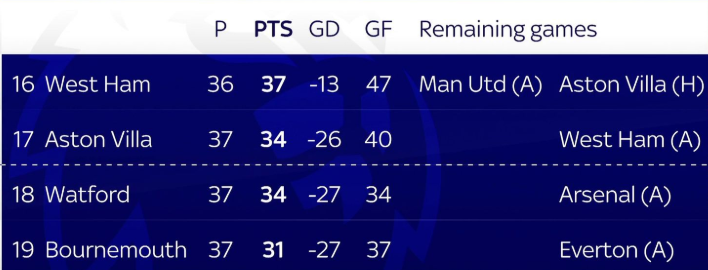 P PTS GD GF Remaining games
16 West Ham 36 37 -13 47 Man Utd (A) Aston Villa (H)
17 Aston Villa 37 34 -26 40 West Ham (A)
18 Watford 37 34 -27 34 Arsenal (A)
19 Bournemouth 37 31 -27 37 Everton (A)